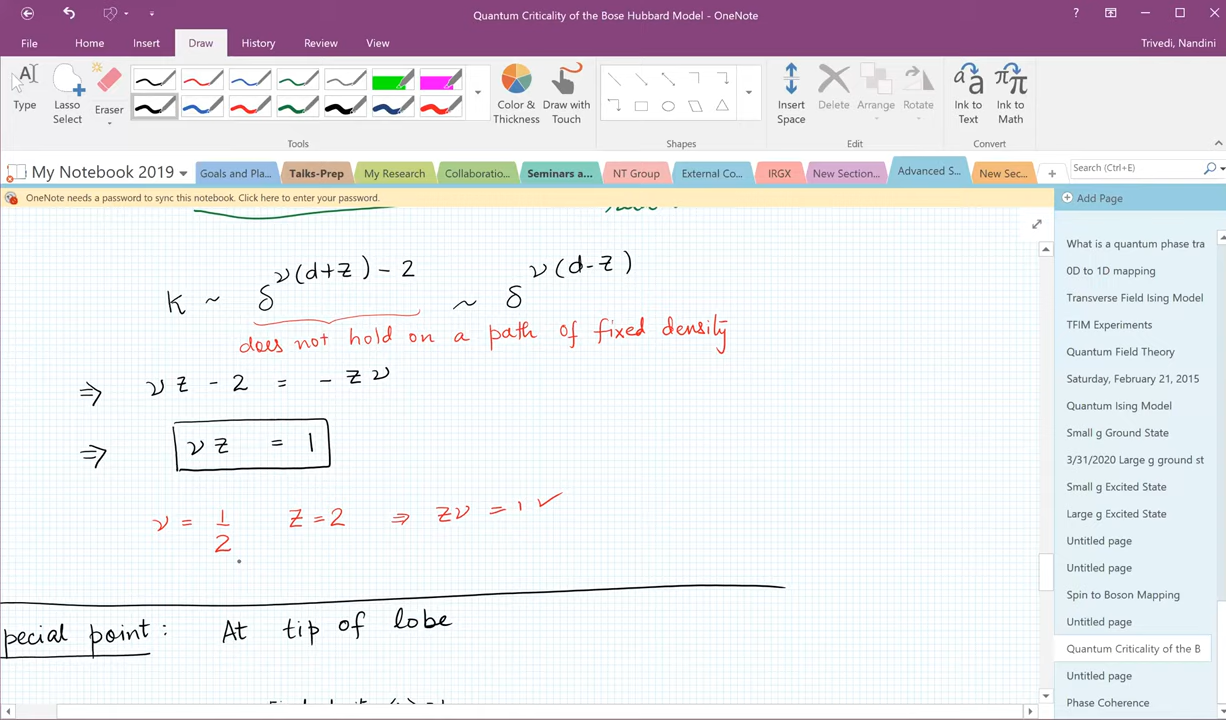 Quantum Criticality of the Bose Hubbard Model - OneNote
Trivedi, Nandini
File Home Insert Draw History Review View
Type
Lasso Select
Eraser
Color & Thickness
Draw with Touch
Insert Space
Delete
Arrange
Rotate
Ink to Text
Ink to Math
Tools
Shapes
Edit
Convert
My Notebook 2019
Goals and Pla...
Talks-Prep
My Research
Collaboratio...
Seminars a...
NT Group
External Co...
IRGX
New Section...
Advanced S...
New Sec...
Search (Ctrl+E)
OneNote needs a password to sync this notebook. Click here to enter your password.
κ ~ δ^{ν(d+z) - 2} ~ δ^{ν(d-z)}
does not hold on a path of fixed density
⇒ νz - 2 = - zν
⇒ νz = 1
ν = 1/2 z = 2 ⇒ zν = 1 ✓
pecial point: At tip of lobe
Add Page
What is a quantum phase tra
0D to 1D mapping
Transverse Field Ising Model
TFIM Experiments
Quantum Field Theory
Saturday, February 21, 2015
Quantum Ising Model
Small g Ground State
3/31/2020 Large g ground st
Small g Excited State
Large g Excited State
Untitled page
Untitled page
Spin to Boson Mapping
Untitled page
Quantum Criticality of the B
Untitled page
Phase Coherence